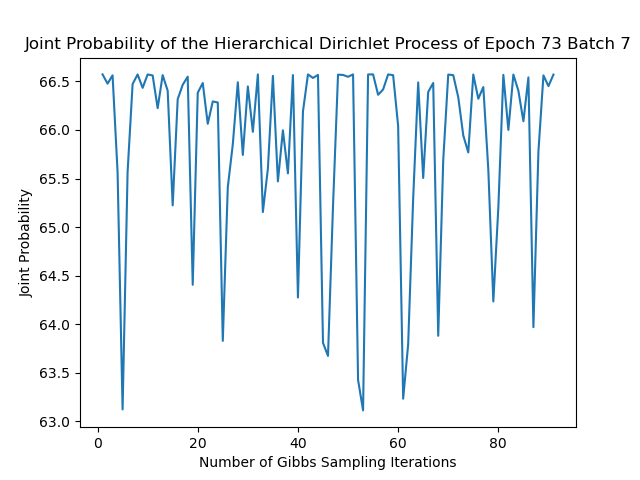 Joint Probability of the Hierarchical Dirichlet Process of Epoch 73 Batch 7
66.5
66.0
65.5
65.0
64.5
64.0
63.5
63.0
Joint Probability
0 20 40 60 80
Number of Gibbs Sampling Iterations